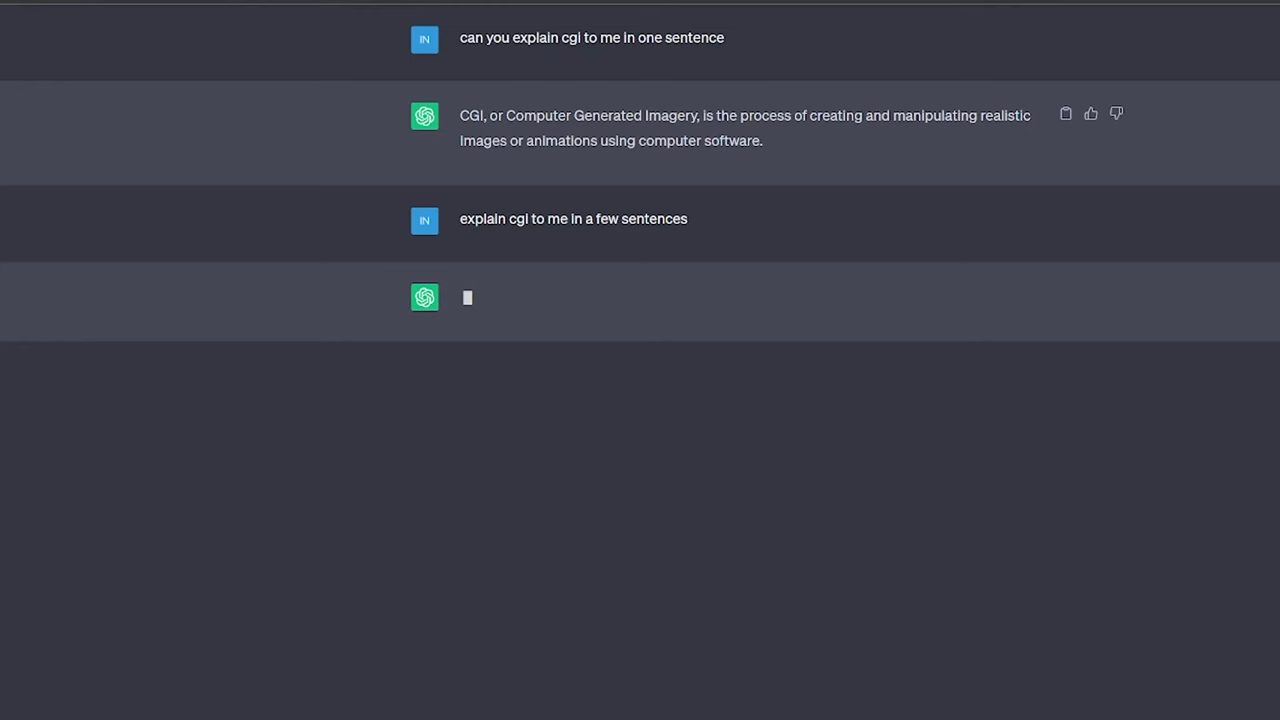 IN
can you explain cgi to me in one sentence
CGI, or Computer Generated Imagery, is the process of creating and manipulating realistic
images or animations using computer software.
IN
explain cgi to me in a few sentences